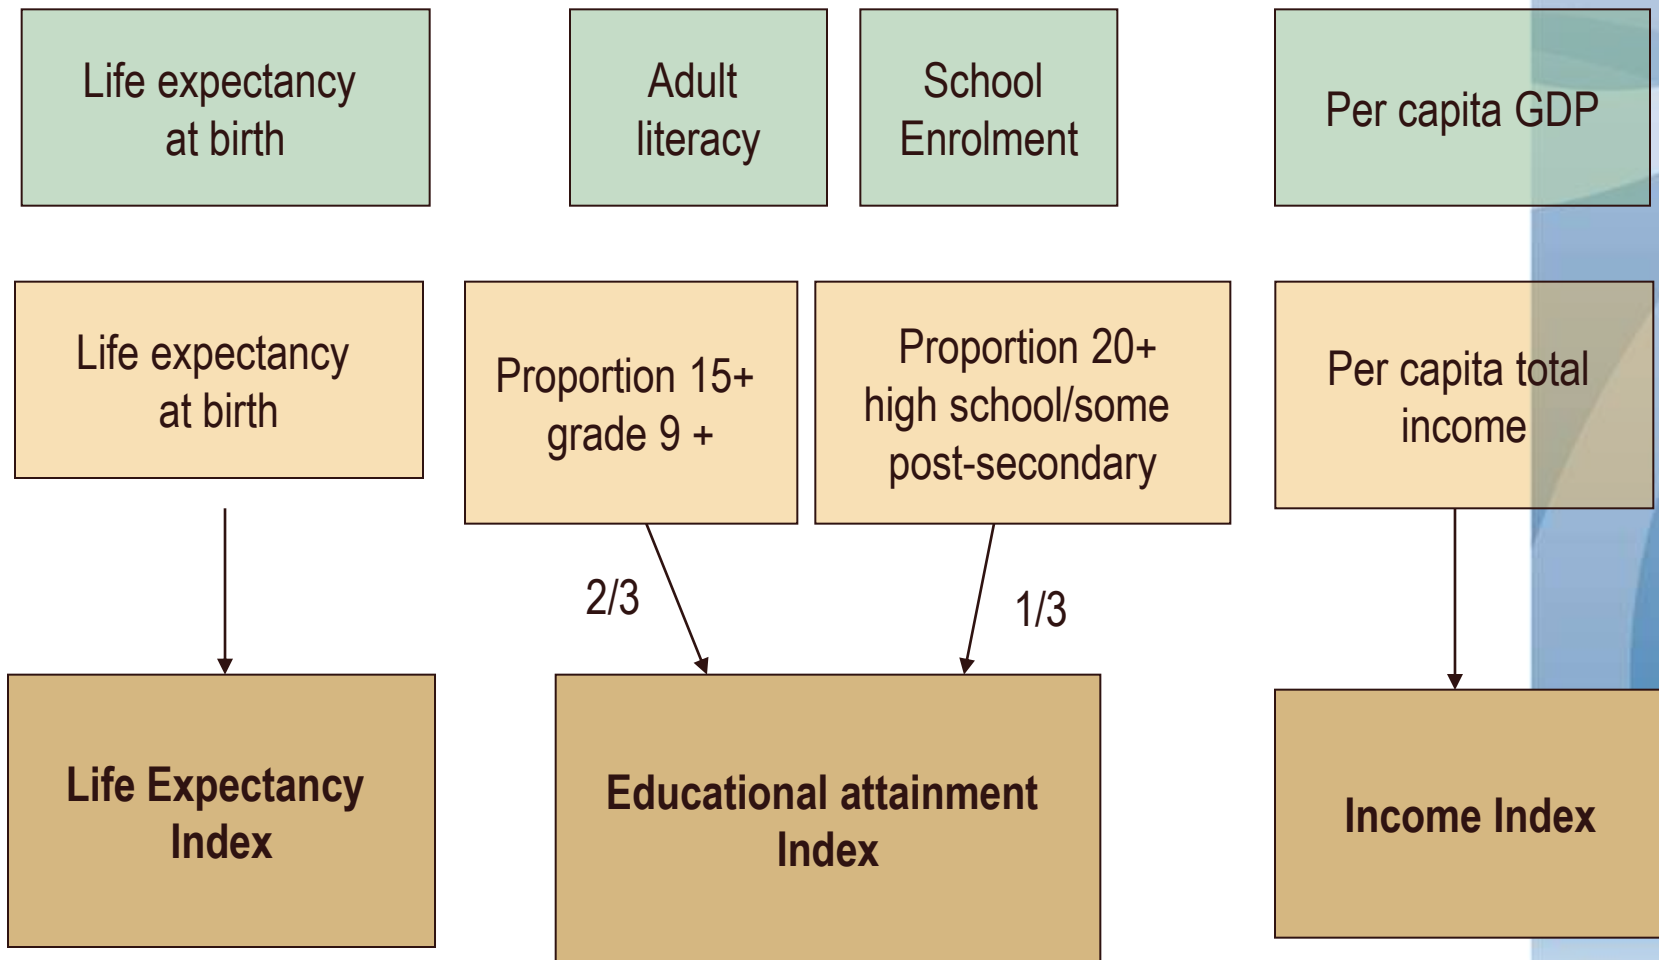 Life expectancy
at birth
Adult
literacy
School
Enrolment
Per capita GDP
Life expectancy
at birth
Proportion 15+
grade 9 +
Proportion 20+
high school/some
post-secondary
Per capita total
income
2/3
1/3
Life Expectancy
Index
Educational attainment
Index
Income Index